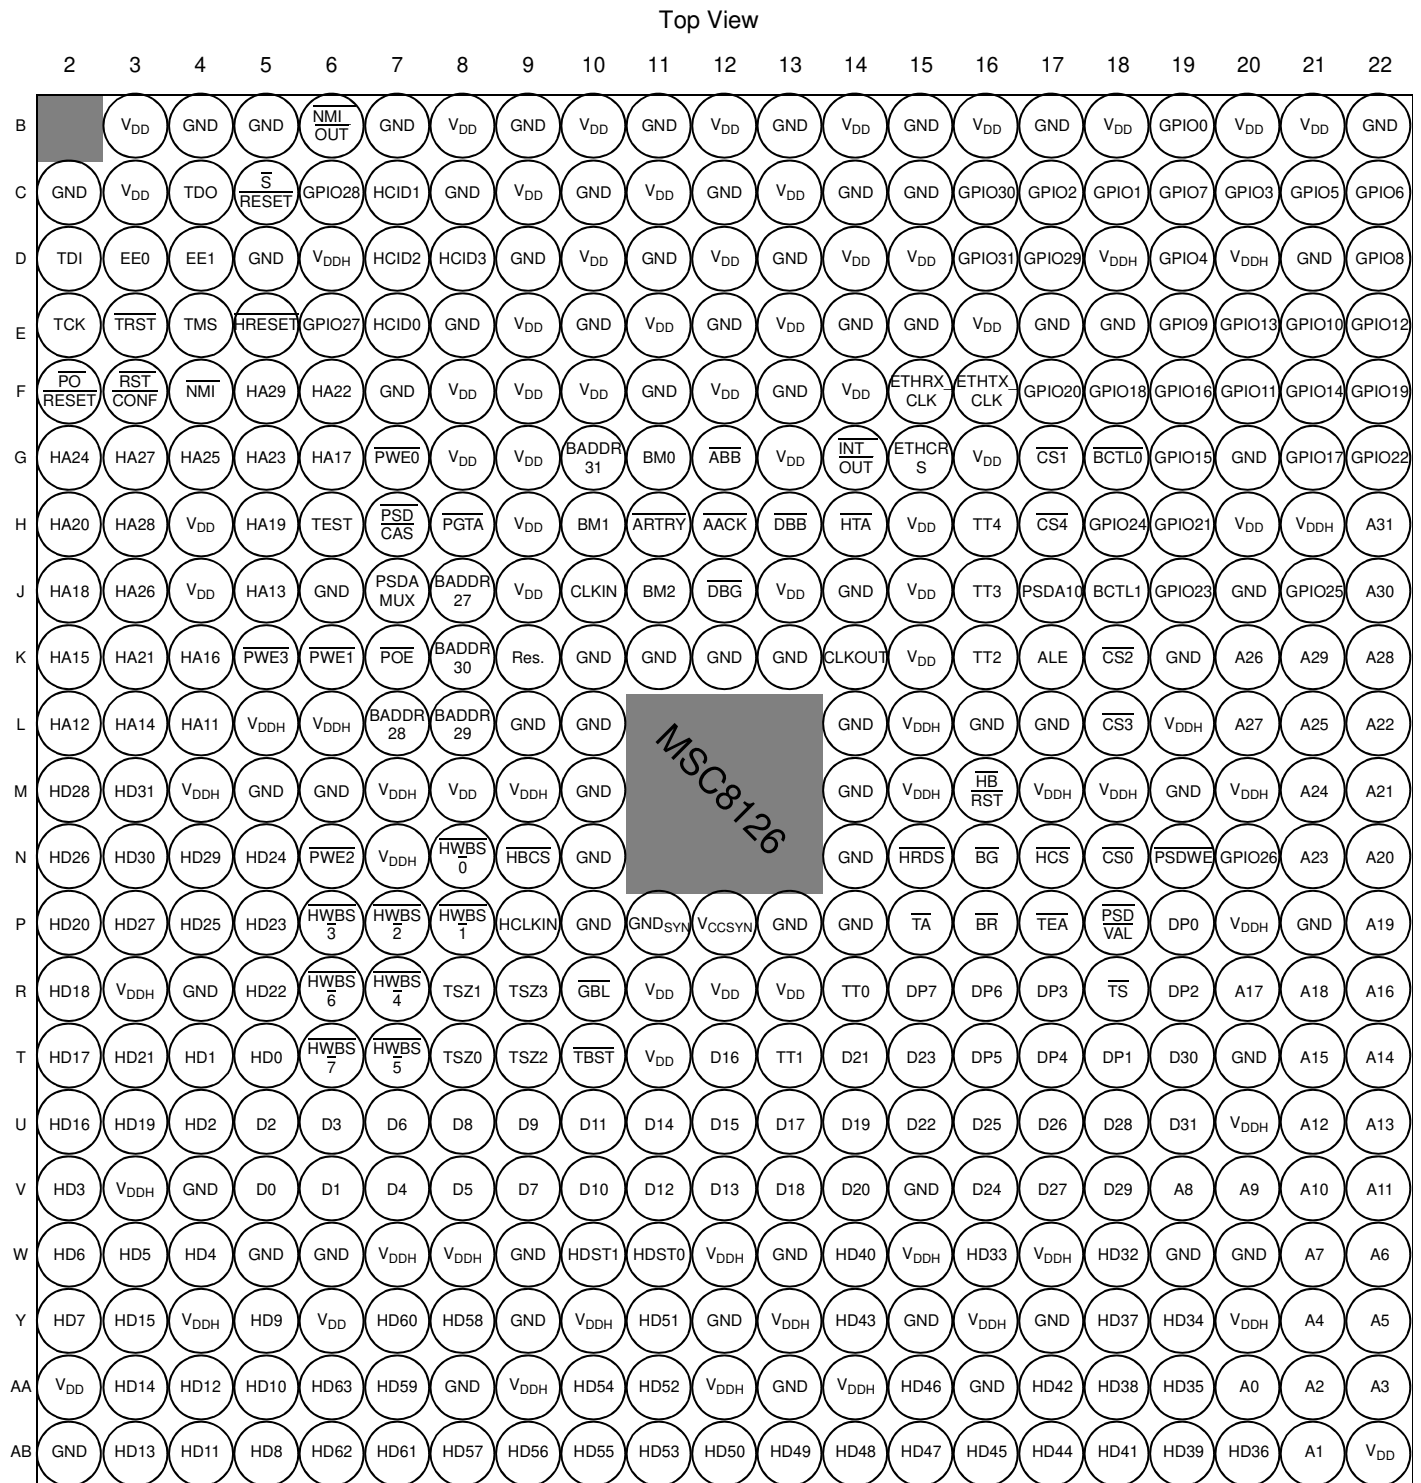 Top View
2 3 4 5 6 7 8 9 10 11 12 13 14 15 16 17 18 19 20 21 22
B VDD GND GND NMI_OUT GND VDD GND VDD GND VDD GND VDD GND VDD GND VDD GPIO0 VDD VDD GND
C GND VDD TDO S RESET GPIO28 HCID1 GND VDD GND VDD GND VDD GND GND GPIO30 GPIO2 GPIO1 GPIO7 GPIO3 GPIO5 GPIO6
D TDI EE0 EE1 GND VDDH HCID2 HCID3 GND VDD GND VDD GND VDD VDD GPIO31 GPIO29 VDDH GPIO4 VDDH GND GPIO8
E TCK TRST TMS HRESET GPIO27 HCID0 GND VDD GND VDD GND VDD GND GND VDD GND GND GPIO9 GPIO13 GPIO10 GPIO12
F PO RESET RST CONF NMI HA29 HA22 GND VDD VDD VDD GND VDD GND VDD ETHRX_CLK ETHTX_CLK GPIO20 GPIO18 GPIO16 GPIO11 GPIO14 GPIO19
G HA24 HA27 HA25 HA23 HA17 PWE0 VDD VDD BADDR 31 BM0 ABB VDD INT_OUT ETHCR S VDD CS1 BCTL0 GPIO15 GND GPIO17 GPIO22
H HA20 HA28 VDD HA19 TEST PSD CAS PGTA VDD BM1 ARTRY AACK DBB HTA VDD TT4 CS4 GPIO24 GPIO21 VDD VDDH A31
J HA18 HA26 VDD HA13 GND PSDA MUX BADDR 27 VDD CLKIN BM2 DBG VDD GND VDD TT3 PSDA10 BCTL1 GPIO23 GND GPIO25 A30
K HA15 HA21 HA16 PWE3 PWE1 POE BADDR 30 Res. GND GND GND GND CLKOUT VDD TT2 ALE CS2 GND A26 A29 A28
L HA12 HA14 HA11 VDDH VDDH BADDR 28 BADDR 29 GND GND GND VDDH GND GND CS3 VDDH A27 A25 A22
MSC8126
M HD28 HD31 VDDH GND GND VDDH VDD VDDH GND GND VDDH HB RST VDDH VDDH GND VDDH A24 A21
N HD26 HD30 HD29 HD24 PWE2 VDDH HWBS 0 HBCS GND GND HRDS BG HCS CS0 PSDWE GPIO26 A23 A20
P HD20 HD27 HD25 HD23 HWBS 3 HWBS 2 HWBS 1 HCLKIN GND GNDSYN VCCSYN GND GND TA BR TEA PSD VAL DP0 VDDH GND A19
R HD18 VDDH GND HD22 HWBS 6 HWBS 4 TSZ1 TSZ3 GBL VDD VDD VDD TT0 DP7 DP6 DP3 TS DP2 A17 A18 A16
T HD17 HD21 HD1 HD0 HWBS 7 HWBS 5 TSZ0 TSZ2 TBST VDD D16 TT1 D21 D23 DP5 DP4 DP1 D30 GND A15 A14
U HD16 HD19 HD2 D2 D3 D6 D8 D9 D11 D14 D15 D17 D19 D22 D25 D26 D28 D31 VDDH A12 A13
V HD3 VDDH GND D0 D1 D4 D5 D7 D10 D12 D13 D18 D20 GND D24 D27 D29 A8 A9 A10 A11
W HD6 HD5 HD4 GND GND VDDH VDDH GND HDST1 HDST0 VDDH GND HD40 VDDH HD33 VDDH HD32 GND GND A7 A6
Y HD7 HD15 VDDH HD9 VDD HD60 HD58 GND VDDH HD51 GND VDDH HD43 GND VDDH GND HD37 HD34 VDDH A4 A5
AA VDD HD14 HD12 HD10 HD63 HD59 GND VDDH HD54 HD52 VDDH GND VDDH HD46 GND HD42 HD38 HD35 A0 A2 A3
AB GND HD13 HD11 HD8 HD62 HD61 HD57 HD56 HD55 HD53 HD50 HD49 HD48 HD47 HD45 HD44 HD41 HD39 HD36 A1 VDD